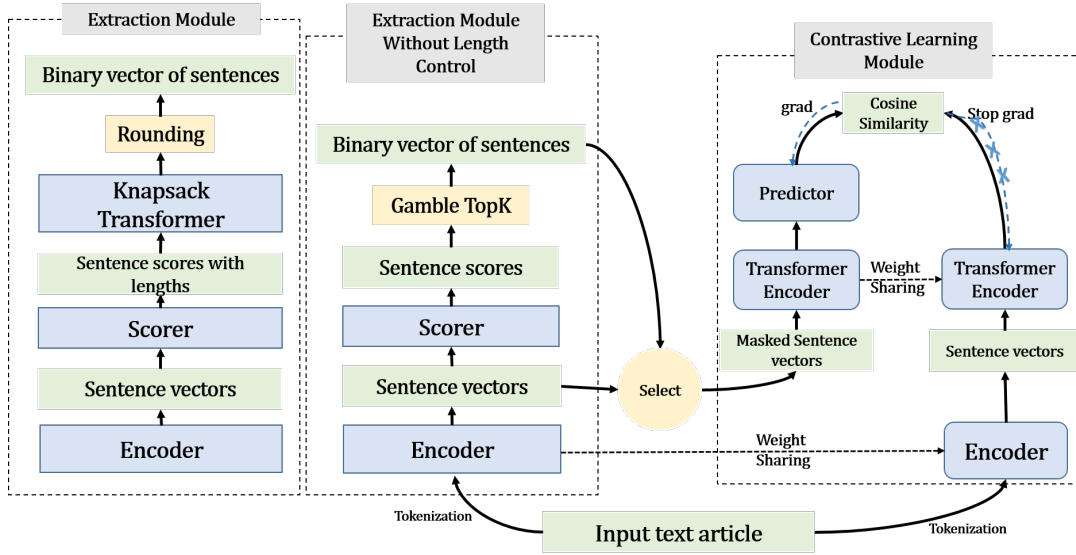 Extraction Module
Binary vector of sentences
Rounding
Knapsack
Transformer
Sentence scores with
lengths
Scorer
Sentence vectors
Encoder
Extraction Module
Without Length
Control
Binary vector of sentences
Gamble TopK
Sentence scores
Scorer
Sentence vectors
Encoder
Select
Contrastive Learning
Module
grad
Cosine
Similarity
Stop grad
Predictor
Transformer
Encoder
Weight
Sharing
Transformer
Encoder
Masked Sentence
vectors
Sentence vectors
Weight
Sharing
Encoder
Tokenization
Input text article
Tokenization